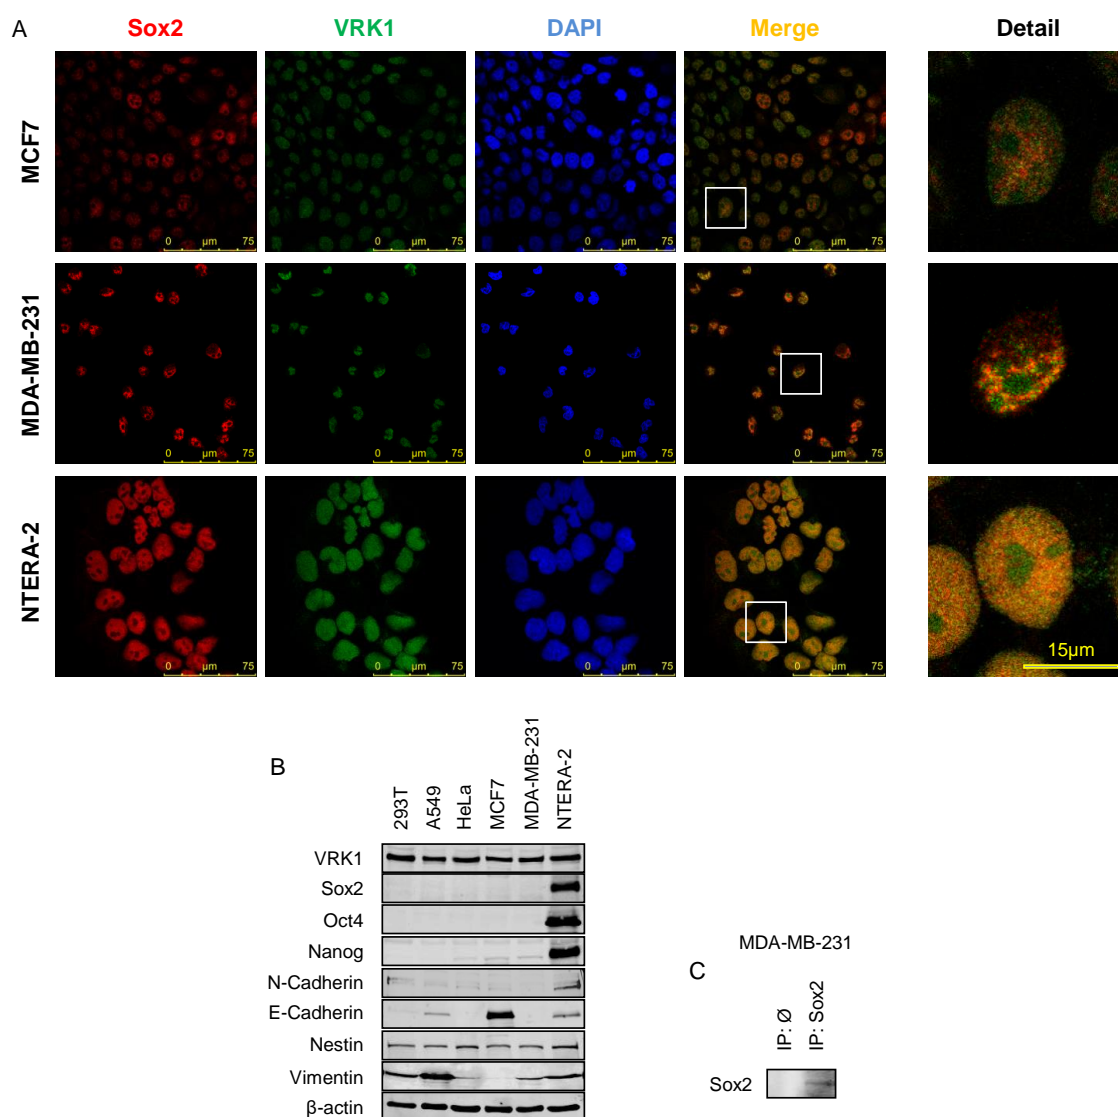 A
Sox2 VRK1 DAPI Merge Detail
MCF7
0 µm 75 0 µm 75 0 µm 75 0 µm 75
MDA-MB-231
0 µm 75 0 µm 75 0 µm 75 0 µm 75
NTERA-2
0 µm 75 0 µm 75 0 µm 75 0 µm 75
15µm
B
293T A549 HeLa MCF7 MDA-MB-231 NTERA-2
VRK1
Sox2
Oct4
Nanog
N-Cadherin
E-Cadherin
Nestin
Vimentin
β-actin
MDA-MB-231
C
IP: Ø IP: Sox2
Sox2